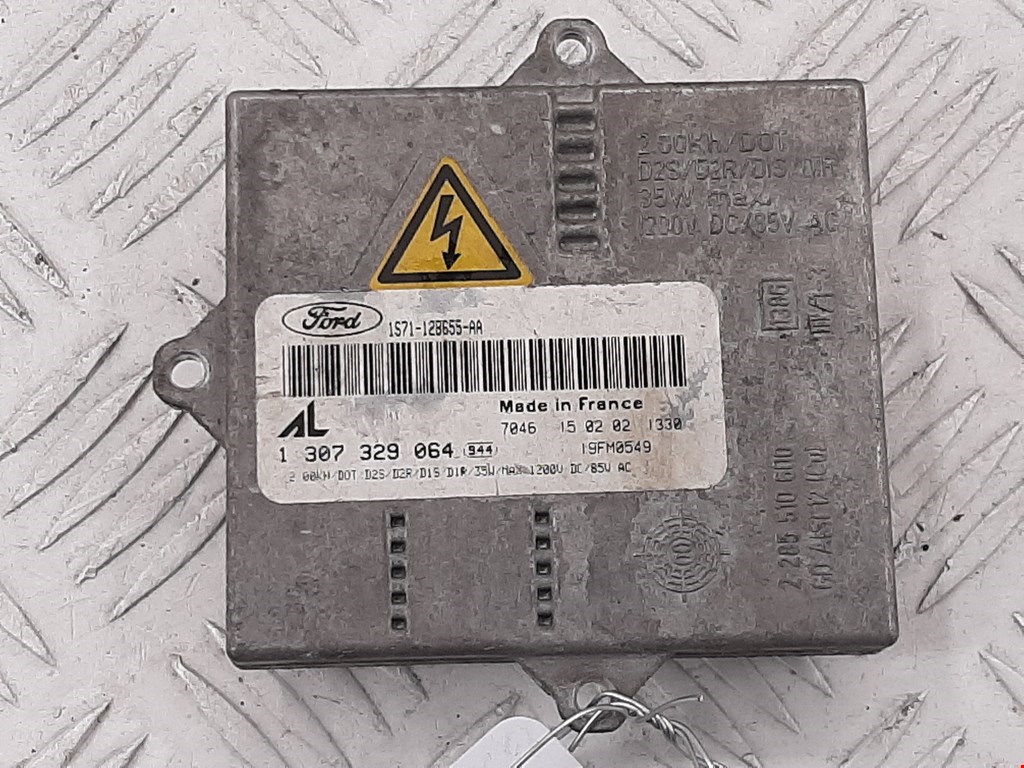 2.00KH/DOT
D2S/D2R/D1S/D1R
35W max.
1200V DC/85V AC
Ford
1S71-12B655-AA
AL
Made in France
7046 15 02 02 1330
1 307 329 064 944
19FM0549
2.00KH/DOT/D2S/D2R/D1S/D1R/35W/MAX 1200V DC/85V AC
2 285 510 610